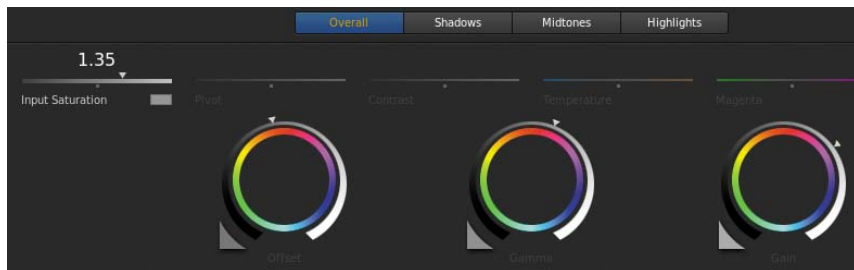 Overall Shadows Midtones Highlights
1.35
Input Saturation Pivot Contrast Temperature Magenta
Offset Gamma Gain